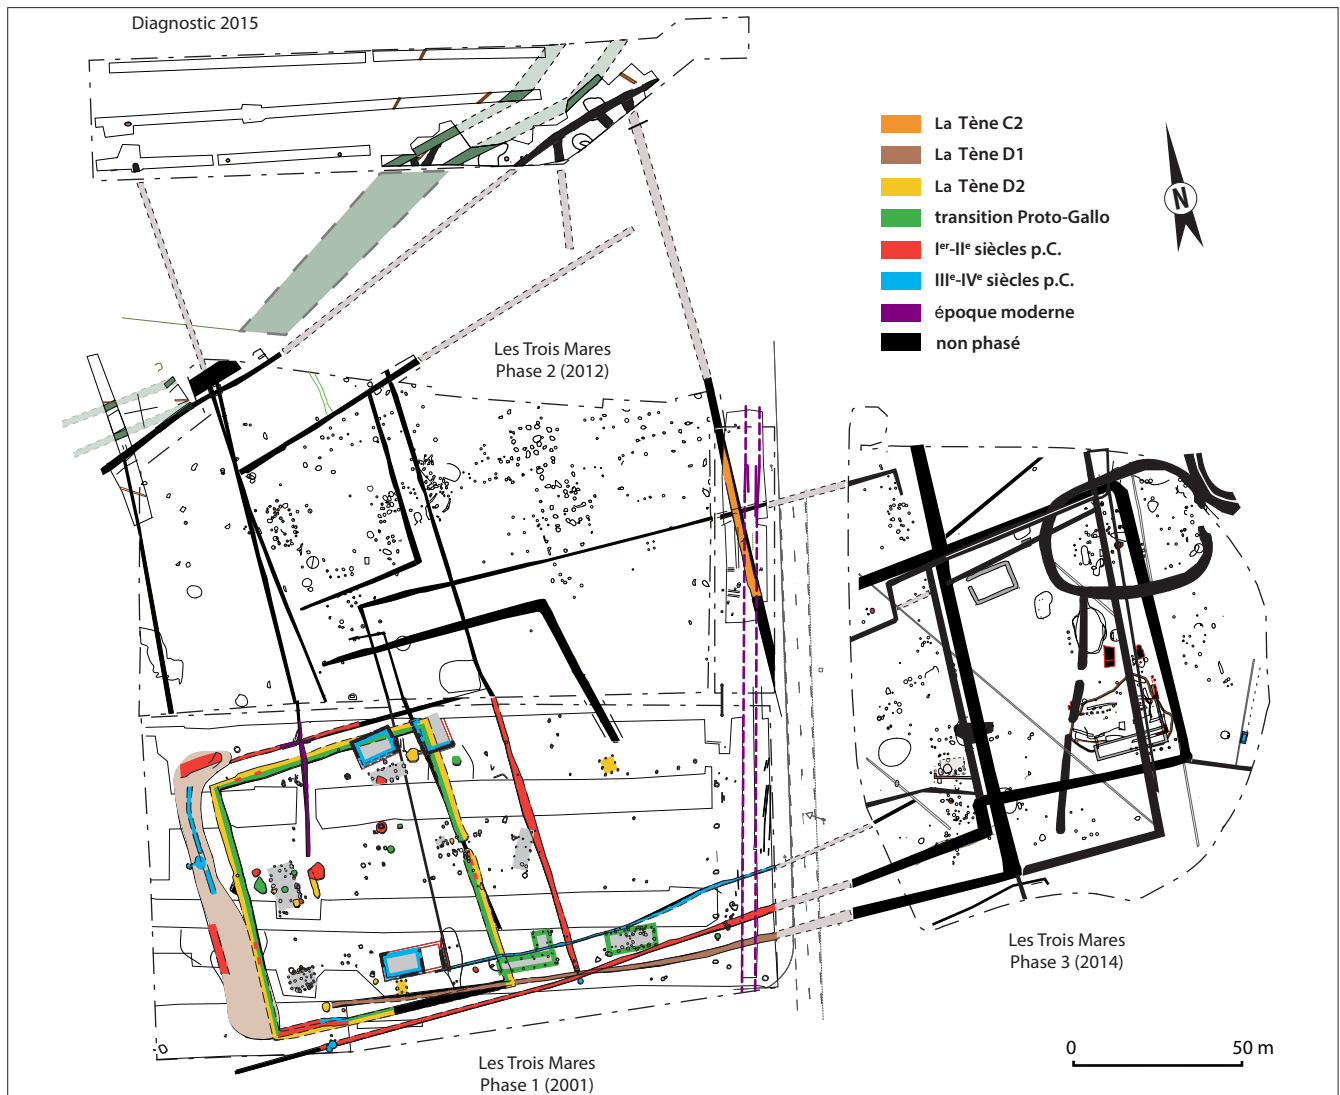 Diagnostic 2015
La Tène C2
La Tène D1
La Tène D2
transition Proto-Gallo
Ier-IIe siècles p.C.
IIIe-IVe siècles p.C.
époque moderne
non phasé
N
Les Trois Mares
Phase 2 (2012)
Les Trois Mares
Phase 3 (2014)
Les Trois Mares
Phase 1 (2001)
0 50 m